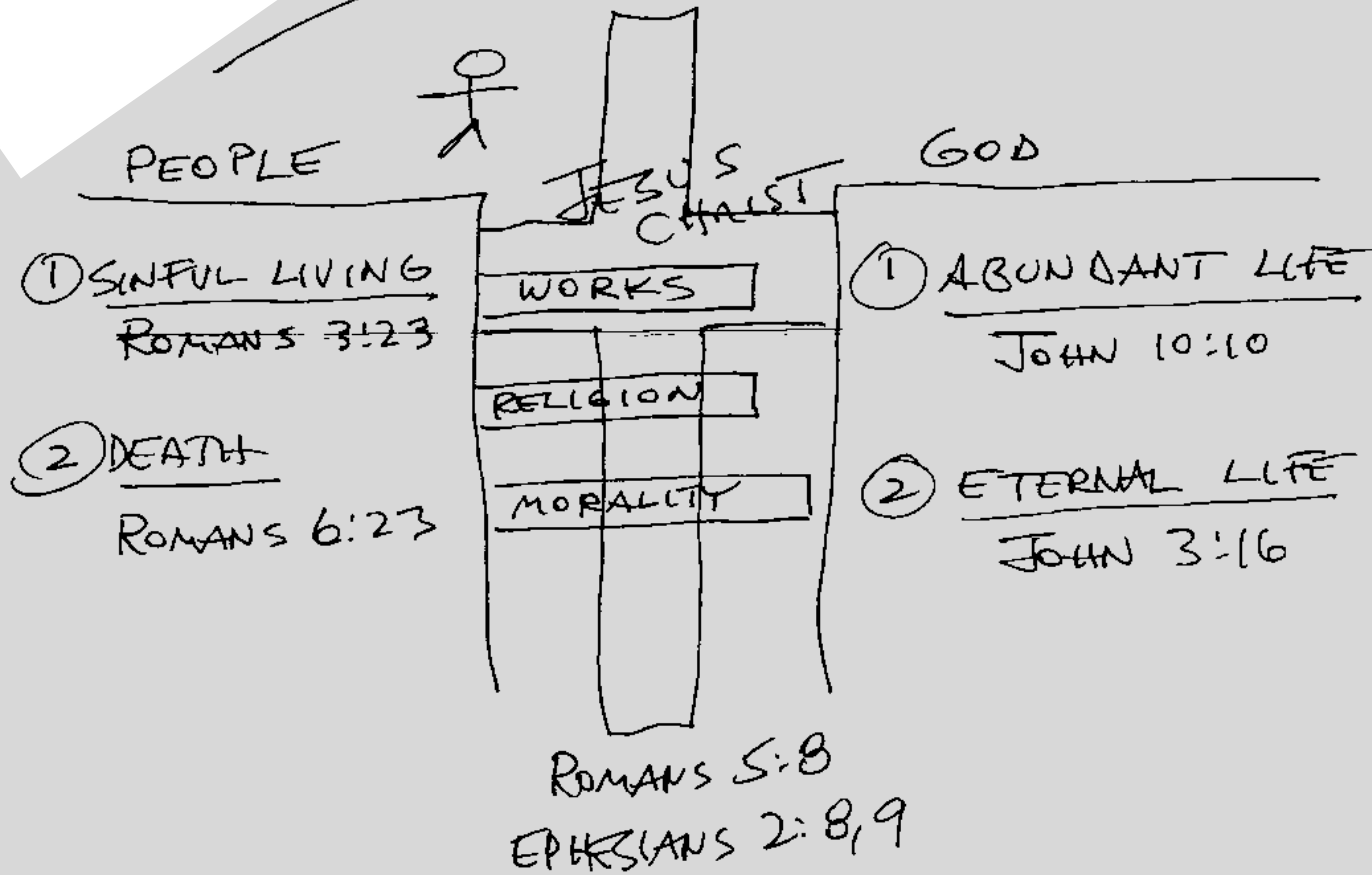 PEOPLE
GOD
JESUS
CHRIST
① SINFUL LIVING
ROMANS 3:23
② DEATH
ROMANS 6:23
WORKS
RELIGION
MORALITY
① ABUNDANT LIFE
JOHN 10:10
② ETERNAL LIFE
JOHN 3:16
ROMANS 5:8
EPHESIANS 2:8,9